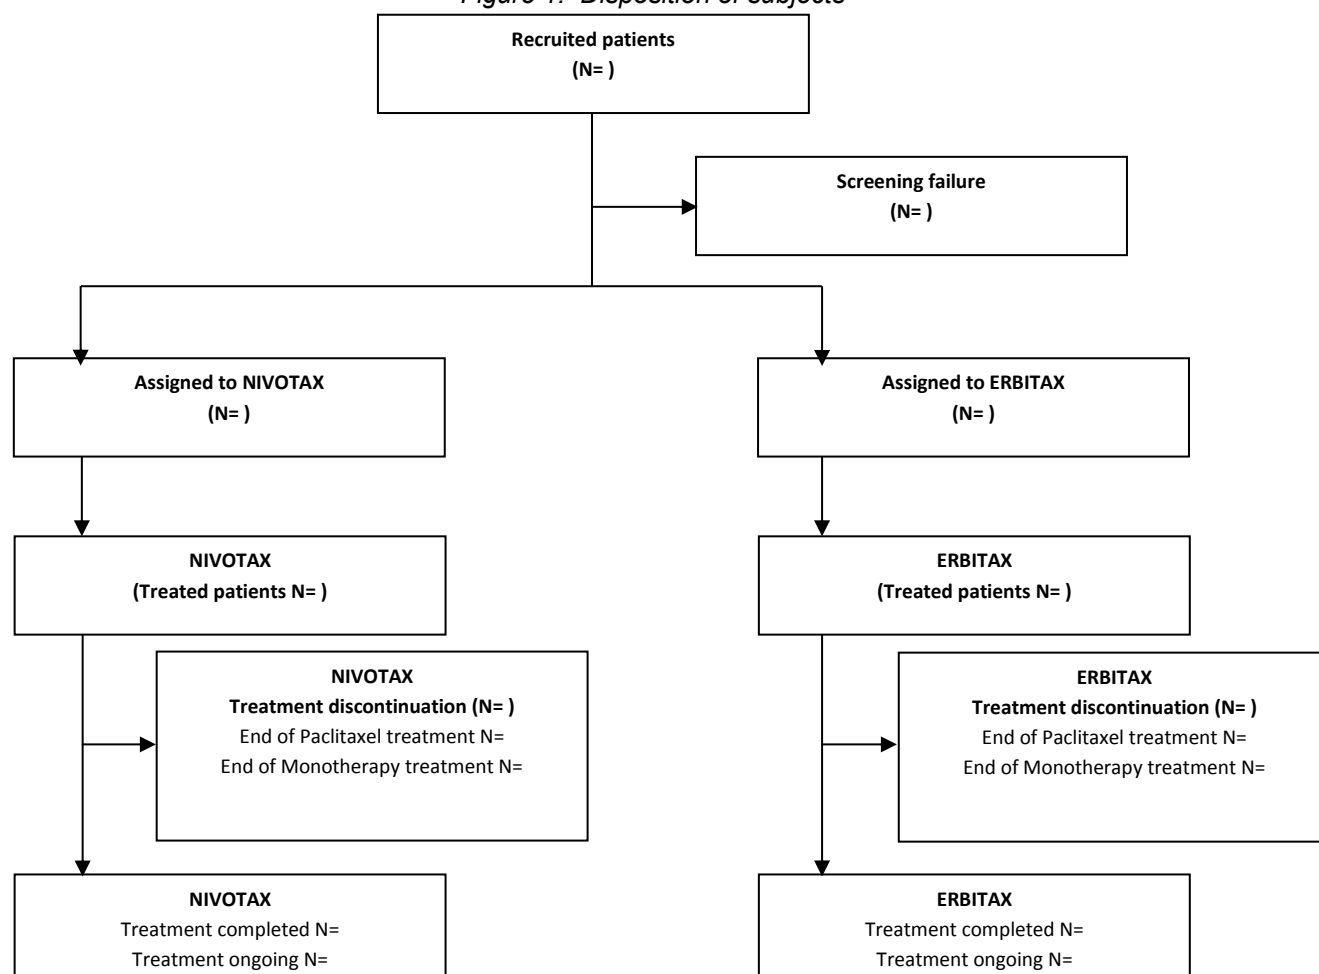 Figure 1: Disposition of subjects
Recruited patients
(N= )
Screening failure
(N= )
Assigned to NIVOTAX
(N= )
Assigned to ERBITAX
(N= )
NIVOTAX
(Treated patients N= )
ERBITAX
(Treated patients N= )
NIVOTAX
Treatment discontinuation (N= )
End of Paclitaxel treatment N=
End of Monotherapy treatment N=
ERBITAX
Treatment discontinuation (N= )
End of Paclitaxel treatment N=
End of Monotherapy treatment N=
NIVOTAX
Treatment completed N=
Treatment ongoing N=
ERBITAX
Treatment completed N=
Treatment ongoing N=